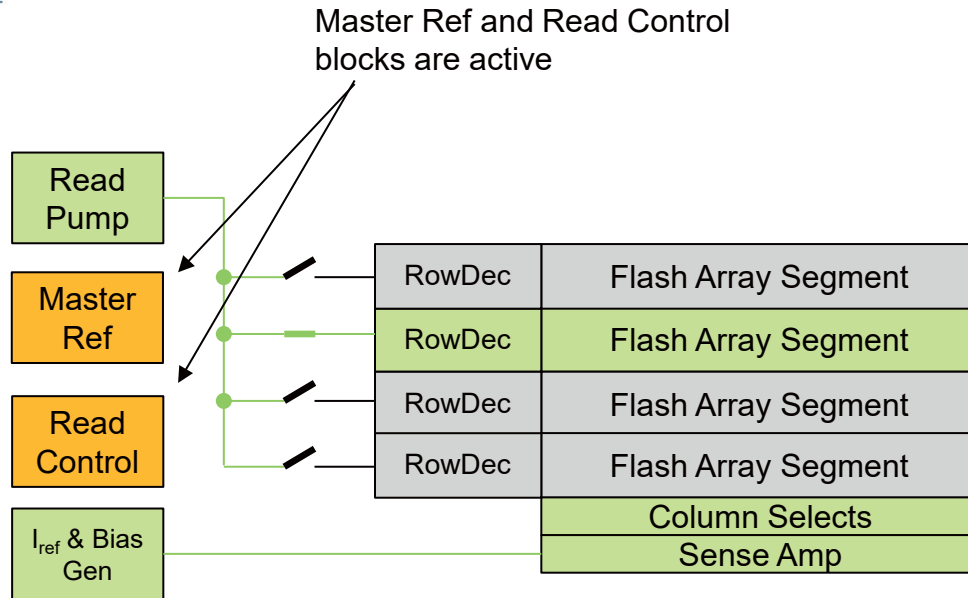 Master Ref and Read Control
blocks are active
Read
Pump
Master
Ref
Read
Control
Iref & Bias
Gen
RowDec
Flash Array Segment
RowDec
Flash Array Segment
RowDec
Flash Array Segment
RowDec
Flash Array Segment
Column Selects
Sense Amp